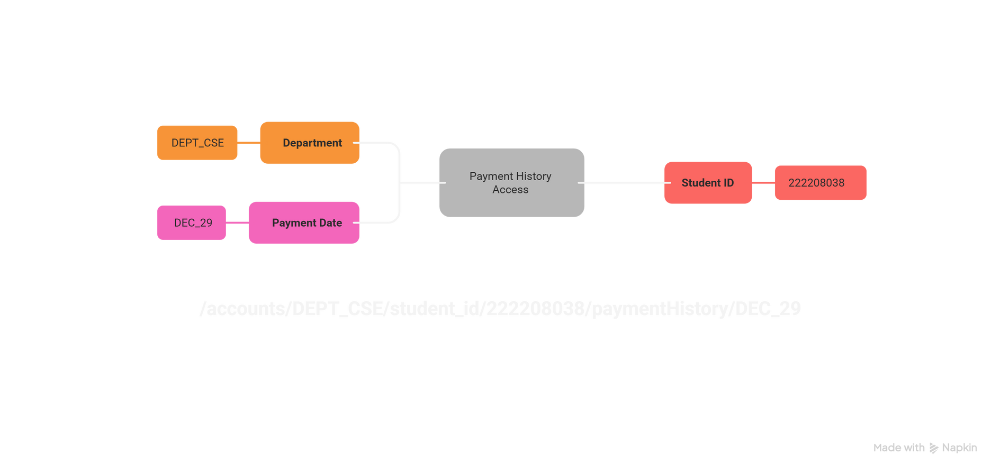 DEPT_CSE
Department
DEC_29
Payment Date
Payment History
Access
Student ID
222208038
/accounts/DEPT_CSE/student_id/222208038/paymentHistory/DEC_29
Made with Napkin